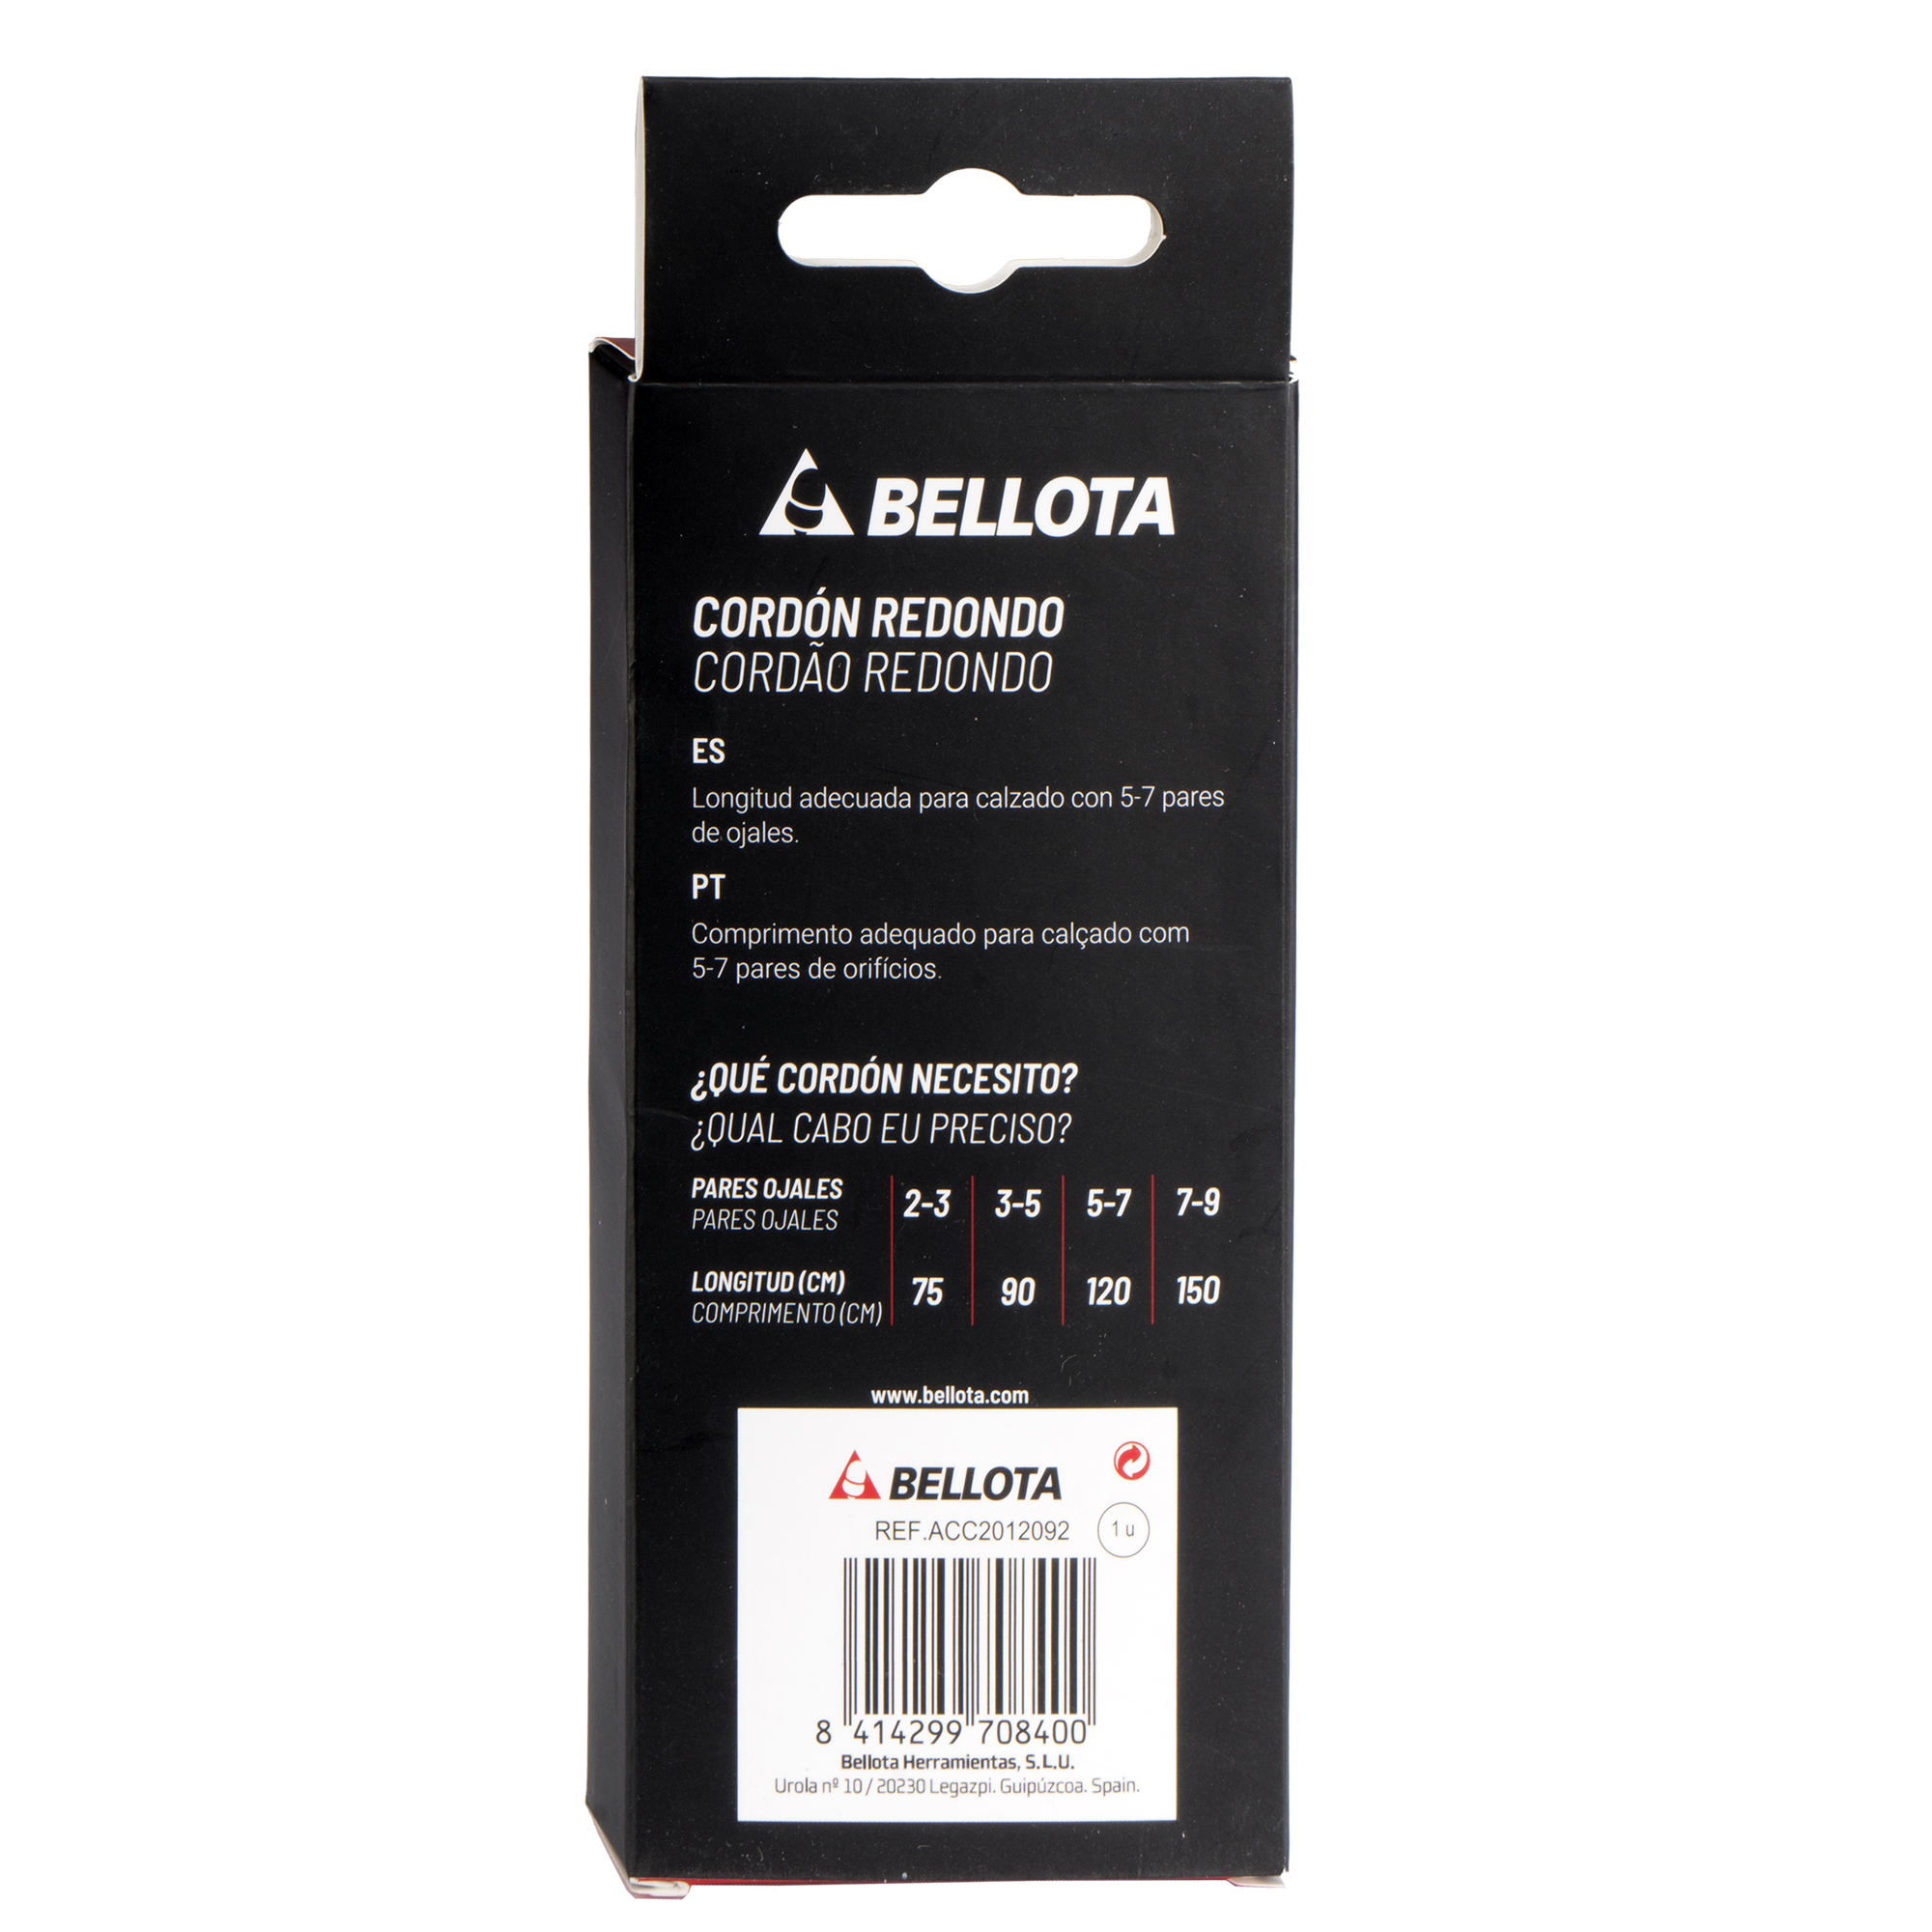 BELLOTA
CORDÓN REDONDO
CORDÃO REDONDO
ES
Longitud adecuada para calzado con 5-7 pares
de ojales.
PT
Comprimento adequado para calçado com
5-7 pares de orifícios.
¿QUÉ CORDÓN NECESITO?
¿QUAL CABO EU PRECISO?
PARES OJALES 2-3 3-5 5-7 7-9
PARES OJALES
LONGITUD (CM) 75 90 120 150
COMPRIMENTO (CM)
www.bellota.com
BELLOTA
REF.ACC2012092 1 u
8 414299 708400
Bellota Herramientas, S.L.U.
Urola nº 10 / 20230 Legazpi. Guipúzcoa. Spain.